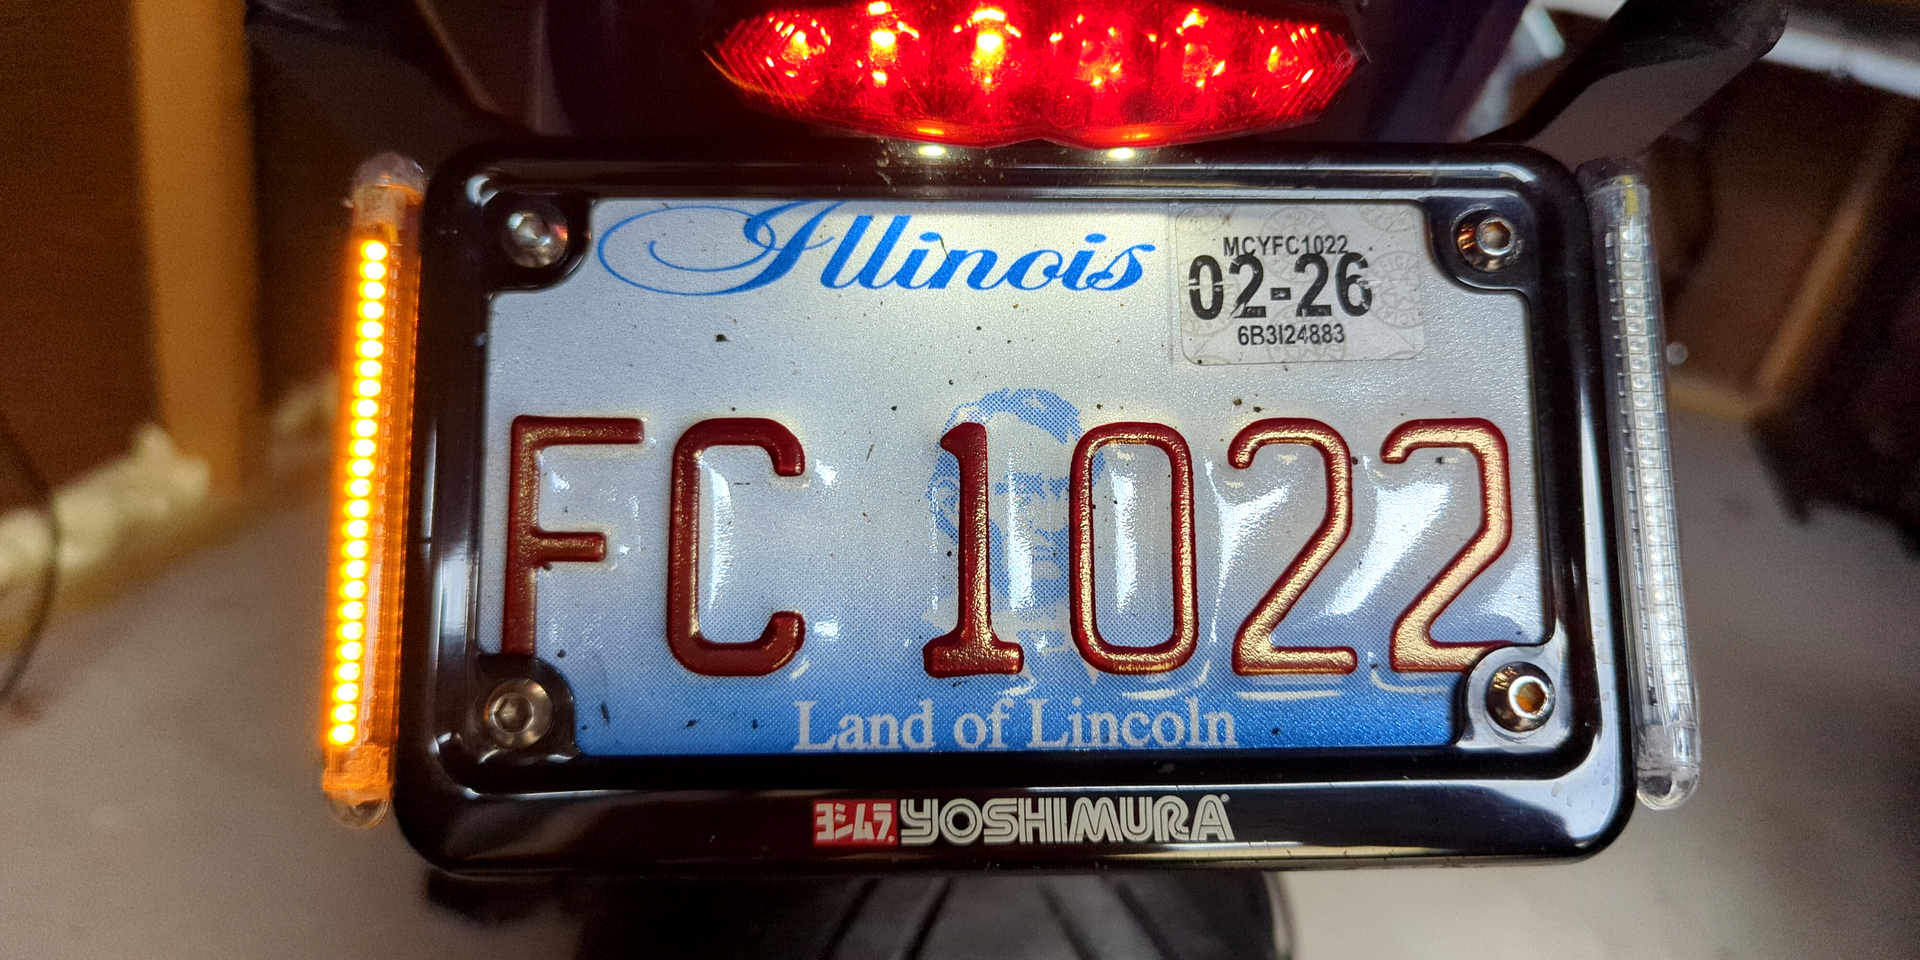 Illinois
MCYFC1022
02-26
6B3I24883
FC 1022
Land of Lincoln
ヨシムラ YOSHIMURA